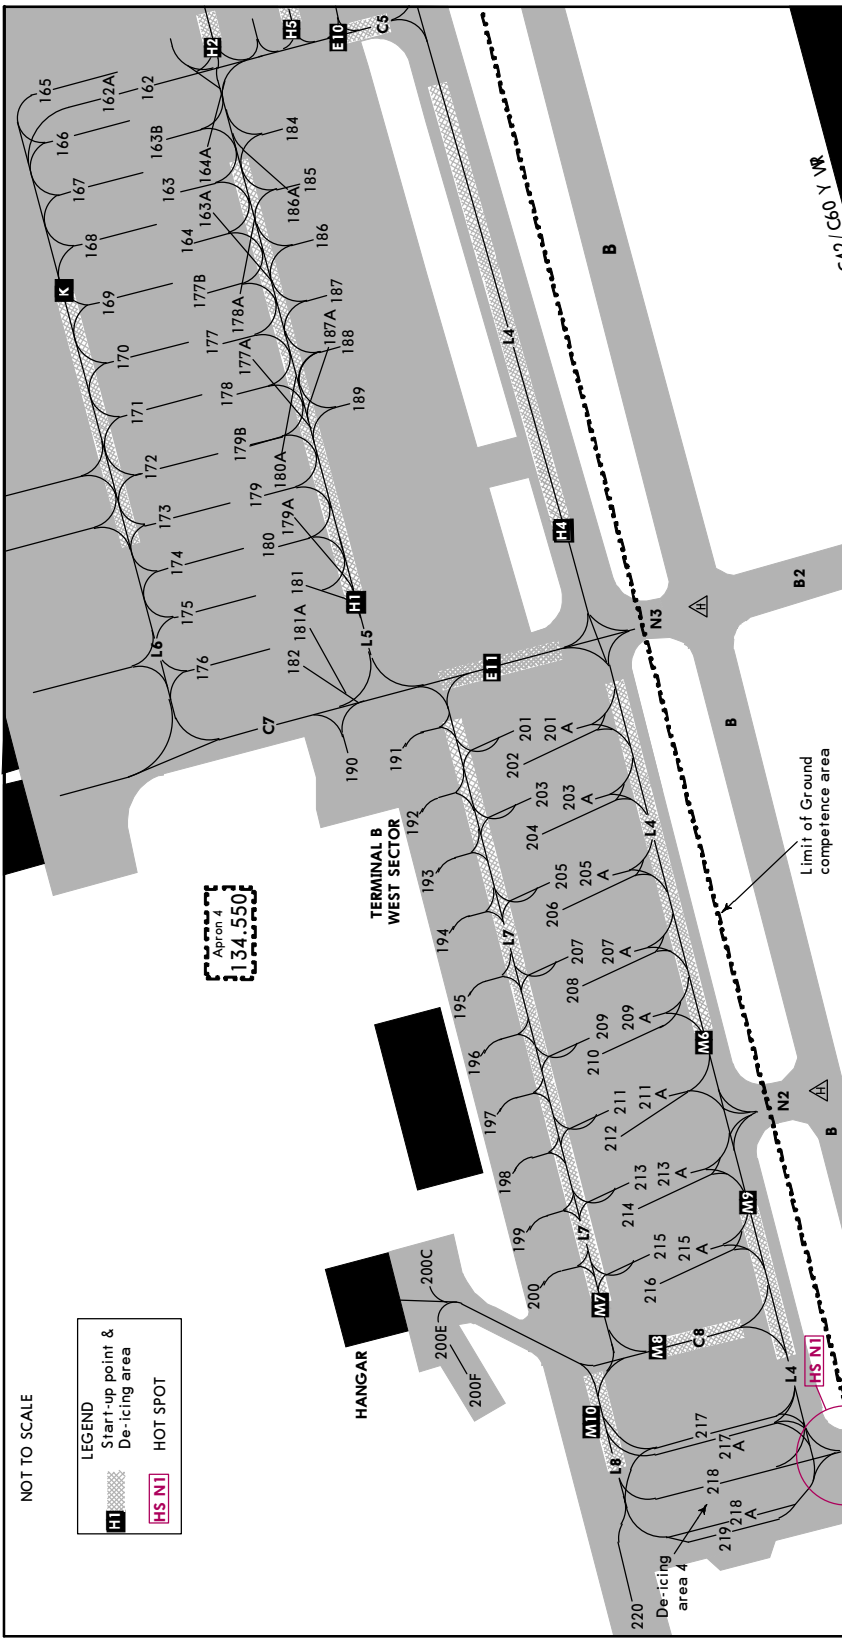 H2
H5
E10
C5
165
162A
162
166
163B
184
167
163
164A
163A
186A
185
168
164
186
K
177B
178A
187
169
177
177A
187A
188
170
178
189
171
179B
180A
172
179
179A
173
180
H4
L4
B
174
181
H1
175
181A
L5
L6
182
176
C7
190
191
E11
N3
H
B2
B
201
201
A
202
192
203
203
A
204
L4
193
205
205
A
206
194
L7
207
207
A
208
195
209
209
A
210
196
M6
211
211
A
212
197
N2
H
B
213
213
A
214
198
M9
199
L7
215
215
A
216
200
M7
M8
C8
L4
HS N1
200C
200E
200F
M10
L8
217
217
A
218
218
A
219
220
De-icing
area 4
TERMINAL B
WEST SECTOR
Apron 4
134.550
Limit of Ground
competence area
HANGAR
NOT TO SCALE
LEGEND
H1
Start-up point &
De-icing area
HS N1
HOT SPOT